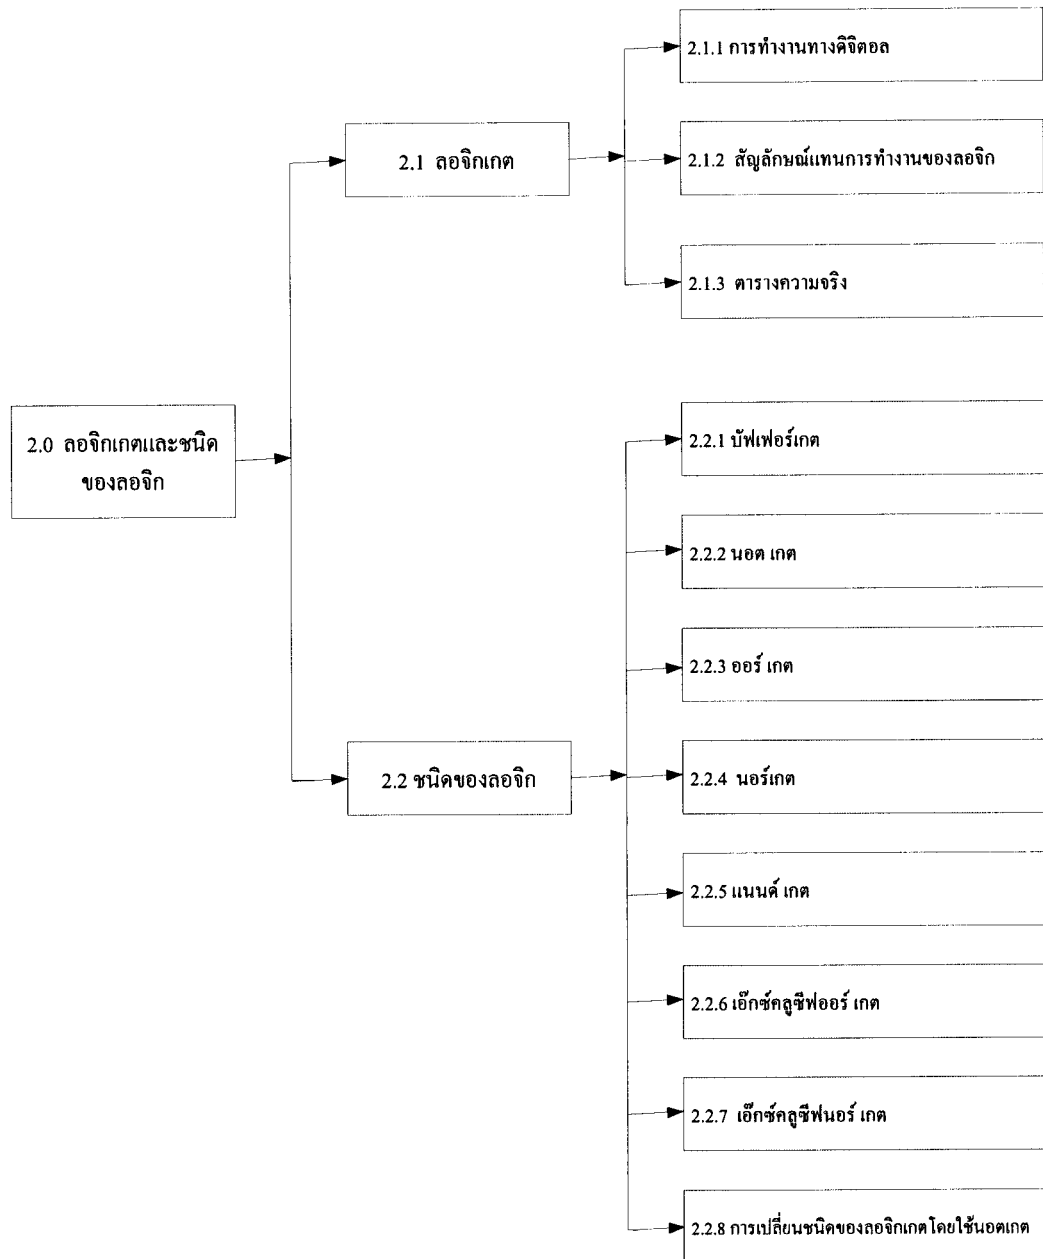 2.1.1 การทำงานทางดิจิตอล
2.1 ลอจิกเกต
2.1.2 สัญลักษณ์แทนการทำงานของลอจิก
2.1.3 ตารางความจริง
2.0 ลอจิกเกตและชนิด
ของลอจิก
2.2.1 บัฟเฟอร์เกต
2.2.2 นอต เกต
2.2.3 ออร์ เกต
2.2 ชนิดของลอจิก
2.2.4 นอร์เกต
2.2.5 แนนด์ เกต
2.2.6 เอ๊กซ์คลูซีฟออร์ เกต
2.2.7 เอ๊กซ์คลูซีฟนอร์ เกต
2.2.8 การเปลี่ยนชนิดของลอจิกเกตโดยใช้นอตเกต